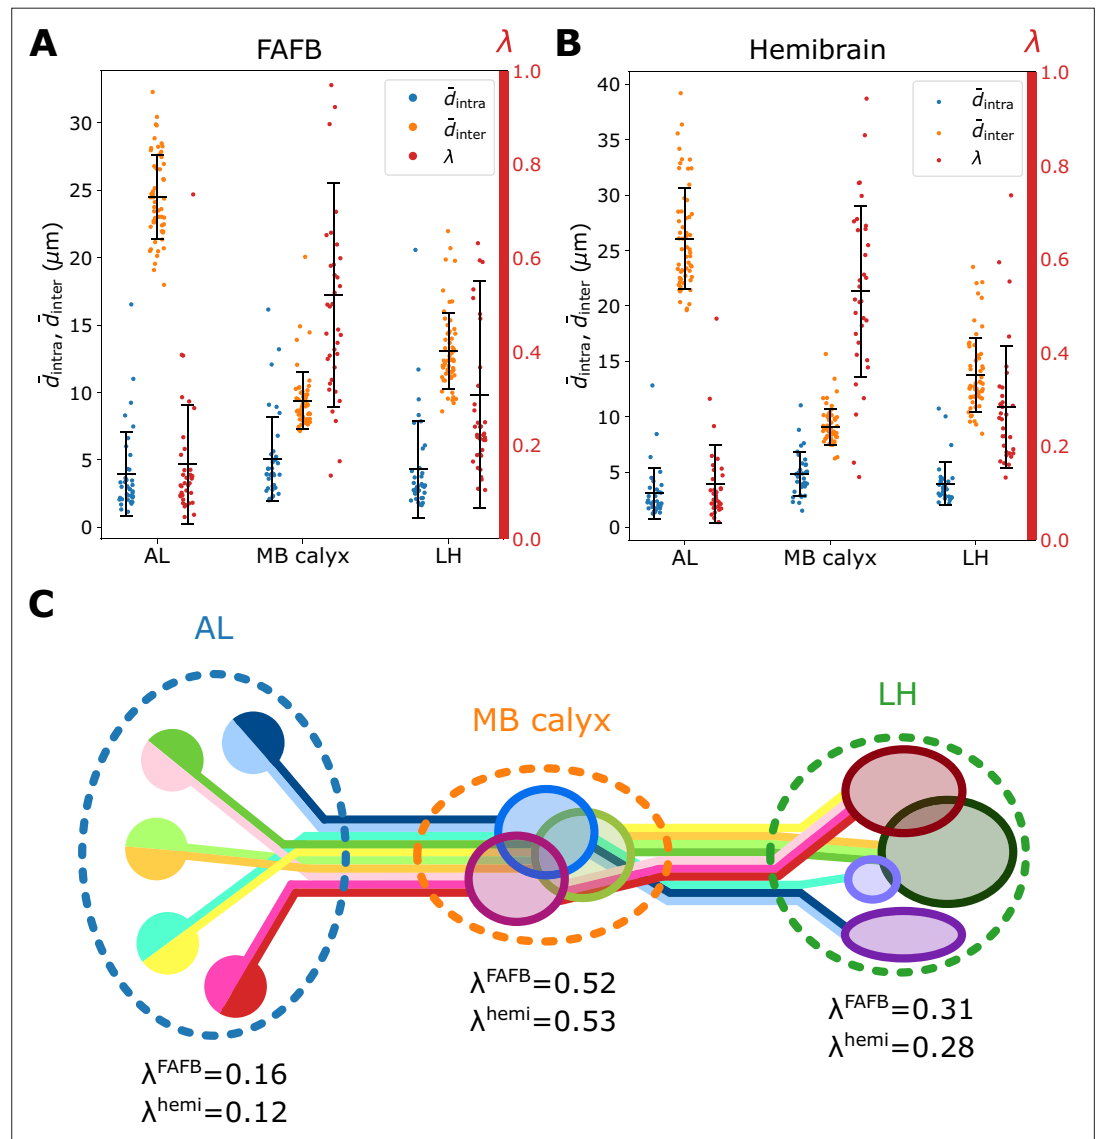 A
FAFB
λ
B
Hemibrain
λ
d̄intra
d̄inter
λ
d̄intra
d̄inter
λ
d̄intra, d̄inter (μm)
30
25
20
15
10
5
0
1.0
0.8
0.6
0.4
0.2
0.0
AL MB calyx LH
d̄intra, d̄inter (μm)
40
35
30
25
20
15
10
5
0
1.0
0.8
0.6
0.4
0.2
0.0
AL MB calyx LH
C
AL
MB calyx
LH
λFAFB=0.16
λhemi=0.12
λFAFB=0.52
λhemi=0.53
λFAFB=0.31
λhemi=0.28